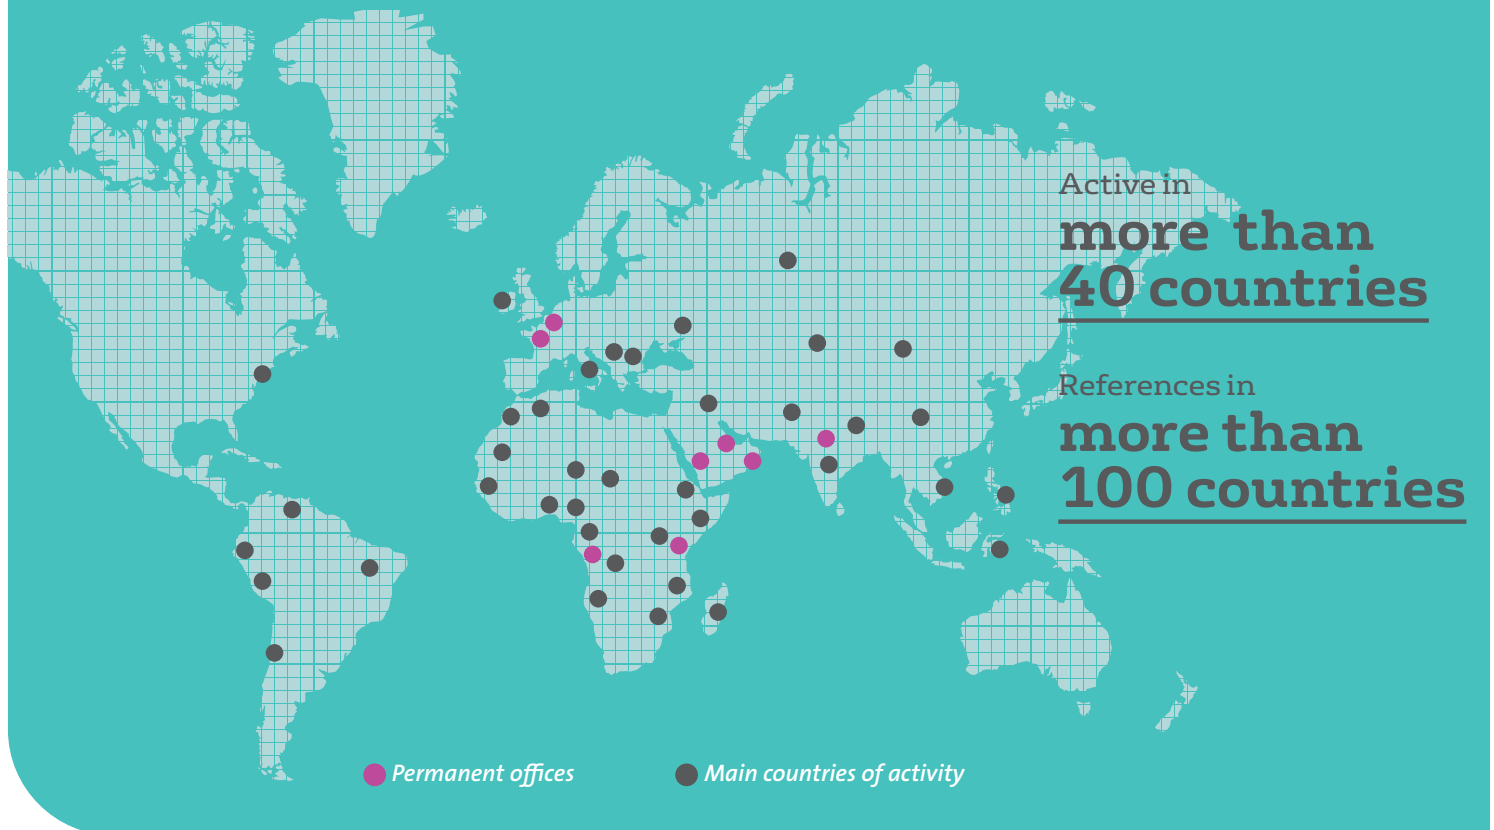 Active in
more than
40 countries
References in
more than
100 countries
Permanent offices
Main countries of activity